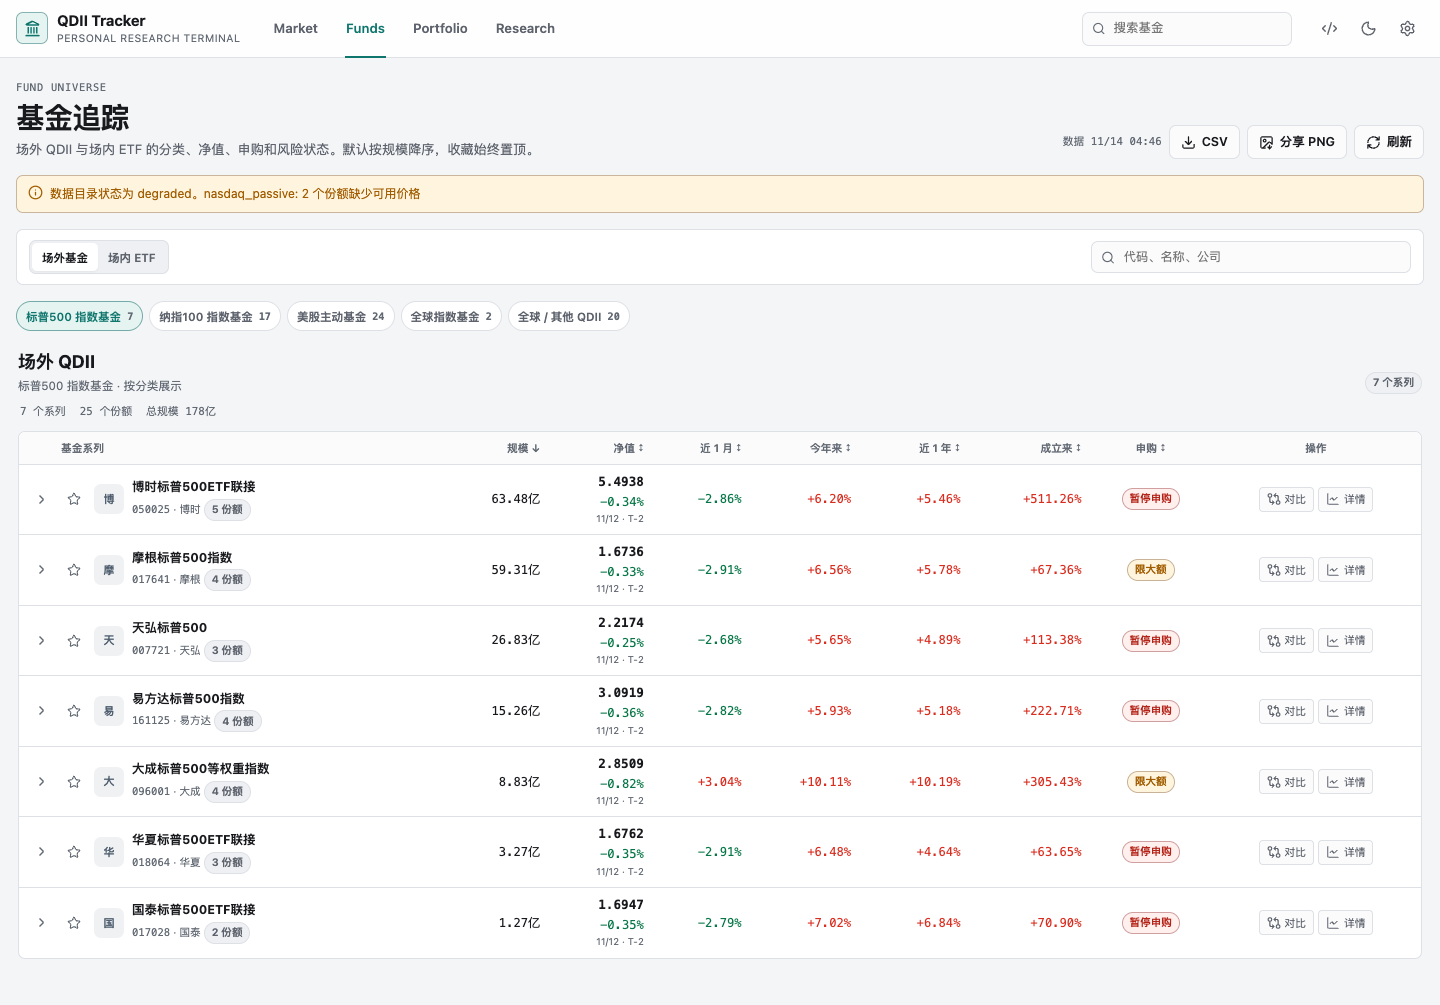 QDII Tracker
PERSONAL RESEARCH TERMINAL
Market Funds Portfolio Research
搜索基金
FUND UNIVERSE
基金追踪
场外 QDII 与场内 ETF 的分类、净值、申购和风险状态。默认按规模降序，收藏始终置顶。
数据 11/14 04:46 CSV 分享 PNG 刷新
数据目录状态为 degraded。nasdaq_passive: 2 个份额缺少可用价格
场外基金 场内 ETF 代码、名称、公司
标普500 指数基金 7 纳指100 指数基金 17 美股主动基金 24 全球指数基金 2 全球 / 其他 QDII 20
场外 QDII
标普500 指数基金 · 按分类展示
7 个系列
7 个系列 25 个份额 总规模 178亿
基金系列 规模 ↓ 净值 ↕ 近 1 月 ↕ 今年来 ↕ 近 1 年 ↕ 成立来 ↕ 申购 ↕ 操作
博
博时标普500ETF联接
050025 · 博时 5 份额
63.48亿
5.4938
−0.34%
11/12 · T-2
−2.86% +6.20% +5.46% +511.26% 暂停申购 对比 详情
摩
摩根标普500指数
017641 · 摩根 4 份额
59.31亿
1.6736
−0.33%
11/12 · T-2
−2.91% +6.56% +5.78% +67.36% 限大额 对比 详情
天
天弘标普500
007721 · 天弘 3 份额
26.83亿
2.2174
−0.25%
11/12 · T-2
−2.68% +5.65% +4.89% +113.38% 暂停申购 对比 详情
易
易方达标普500指数
161125 · 易方达 4 份额
15.26亿
3.0919
−0.36%
11/12 · T-2
−2.82% +5.93% +5.18% +222.71% 暂停申购 对比 详情
大
大成标普500等权重指数
096001 · 大成 4 份额
8.83亿
2.8509
−0.82%
11/12 · T-2
+3.04% +10.11% +10.19% +305.43% 限大额 对比 详情
华
华夏标普500ETF联接
018064 · 华夏 3 份额
3.27亿
1.6762
−0.35%
11/12 · T-2
−2.91% +6.48% +4.64% +63.65% 暂停申购 对比 详情
国
国泰标普500ETF联接
017028 · 国泰 2 份额
1.27亿
1.6947
−0.35%
11/12 · T-2
−2.79% +7.02% +6.84% +70.90% 暂停申购 对比 详情